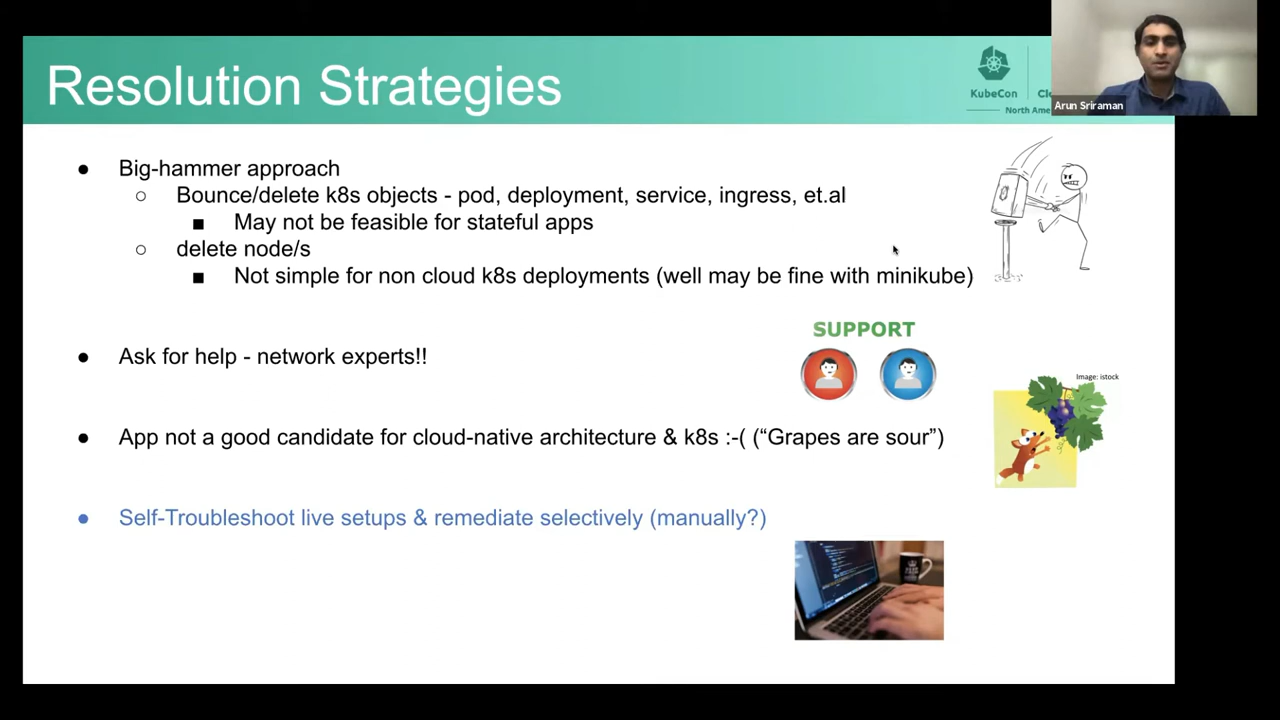 Resolution Strategies
KubeCon
North Ame
Arun Sriraman
● Big-hammer approach
○ Bounce/delete k8s objects - pod, deployment, service, ingress, et.al
■ May not be feasible for stateful apps
○ delete node/s
■ Not simple for non cloud k8s deployments (well may be fine with minikube)
SUPPORT
● Ask for help - network experts!!
Image: istock
● App not a good candidate for cloud-native architecture & k8s :-( (“Grapes are sour”)
● Self-Troubleshoot live setups & remediate selectively (manually?)